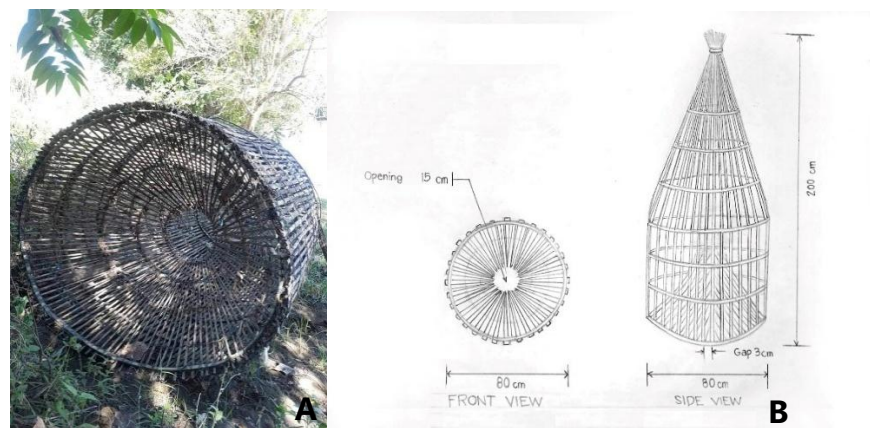 A
Opening 15 cm
80 cm
FRONT VIEW
200 cm
Gap 3cm
80 cm
SIDE VIEW
B